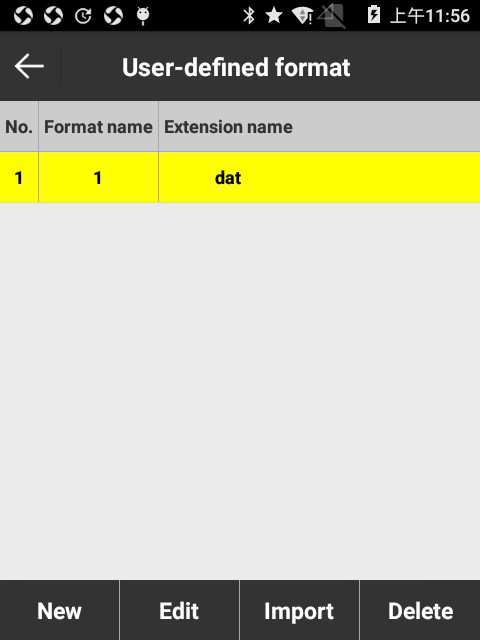 上午11:56
User-defined format
No. Format name Extension name
1 1 dat
New Edit Import Delete